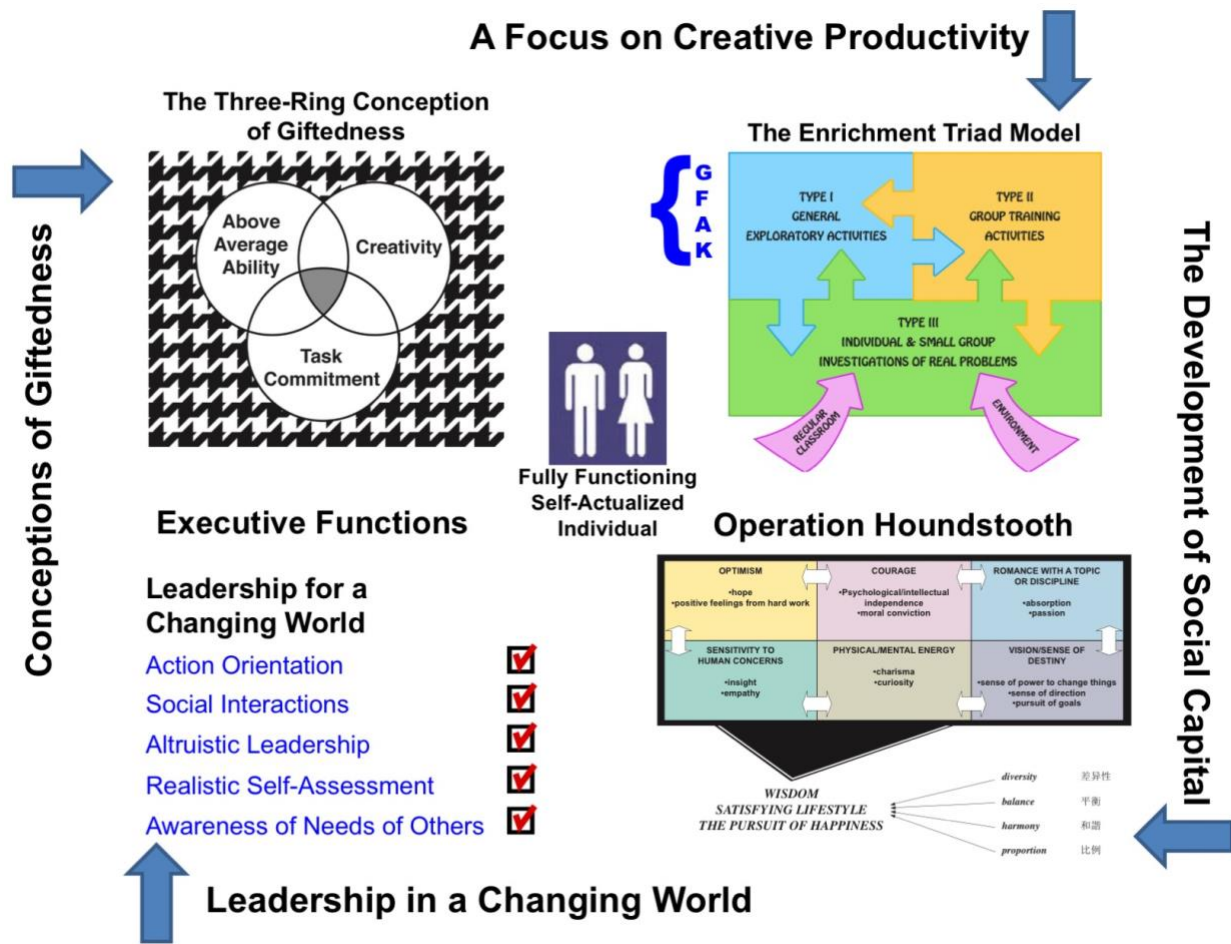 A Focus on Creative Productivity
Conceptions of Giftedness
The Three-Ring Conception
of Giftedness
Above
Average
Ability
Creativity
Task
Commitment
The Enrichment Triad Model
G
F
A
K
TYPE I
GENERAL
EXPLORATORY ACTIVITIES
TYPE II
GROUP TRAINING
ACTIVITIES
TYPE III
INDIVIDUAL & SMALL GROUP
INVESTIGATIONS OF REAL PROBLEMS
REGULAR
CLASSROOM
ENVIRONMENT
The Development of Social Capital
Fully Functioning
Self-Actualized
Individual
Executive Functions
Leadership for a
Changing World
Action Orientation
Social Interactions
Altruistic Leadership
Realistic Self-Assessment
Awareness of Needs of Others
Operation Houndstooth
OPTIMISM
•hope
•positive feelings from hard work
COURAGE
•Psychological/intellectual
independence
•moral conviction
ROMANCE WITH A TOPIC
OR DISCIPLINE
•absorption
•passion
SENSITIVITY TO
HUMAN CONCERNS
•insight
•empathy
PHYSICAL/MENTAL ENERGY
•charisma
•curiosity
VISION/SENSE OF
DESTINY
•sense of power to change things
•sense of direction
•pursuit of goals
WISDOM
SATISFYING LIFESTYLE
THE PURSUIT OF HAPPINESS
diversity 差异性
balance 平衡
harmony 和諧
proportion 比例
Leadership in a Changing World